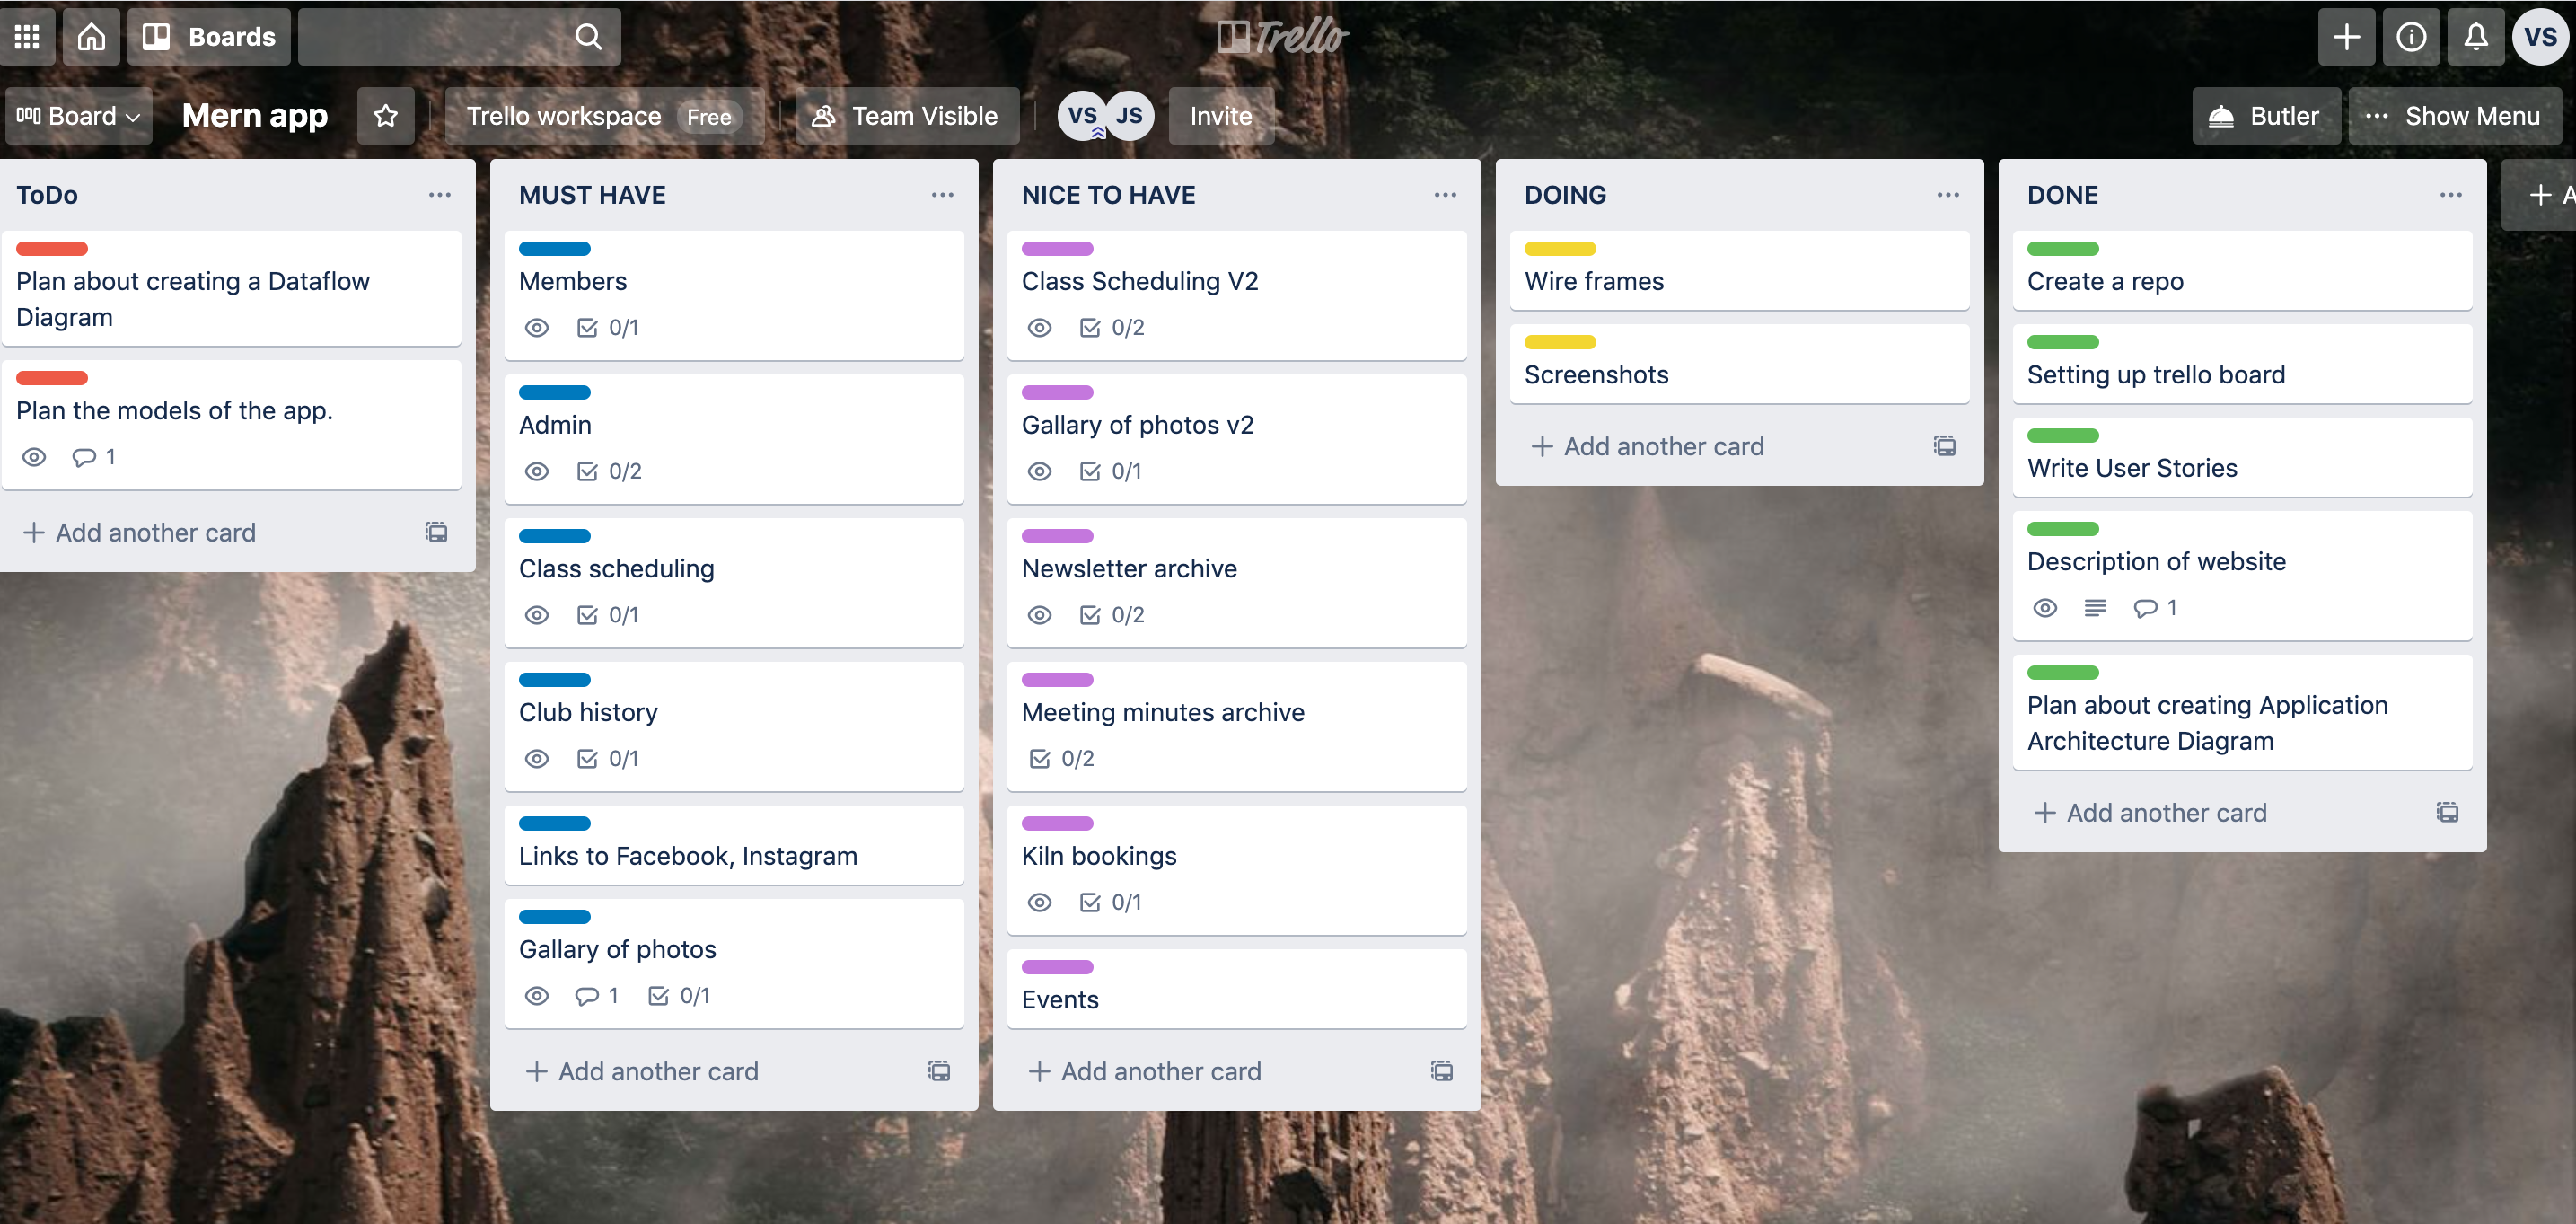 Boards
Trello
VS
Board
Mern app
Trello workspace Free
Team Visible
VS JS
Invite
Butler
Show Menu
ToDo
Plan about creating a Dataflow
Diagram
Plan the models of the app.
1
Add another card
MUST HAVE
Members
0/1
Admin
0/2
Class scheduling
0/1
Club history
0/1
Links to Facebook, Instagram
Gallary of photos
1 0/1
Add another card
NICE TO HAVE
Class Scheduling V2
0/2
Gallary of photos v2
0/1
Newsletter archive
0/2
Meeting minutes archive
0/2
Kiln bookings
0/1
Events
Add another card
DOING
Wire frames
Screenshots
Add another card
DONE
Create a repo
Setting up trello board
Write User Stories
Description of website
1
Plan about creating Application
Architecture Diagram
Add another card